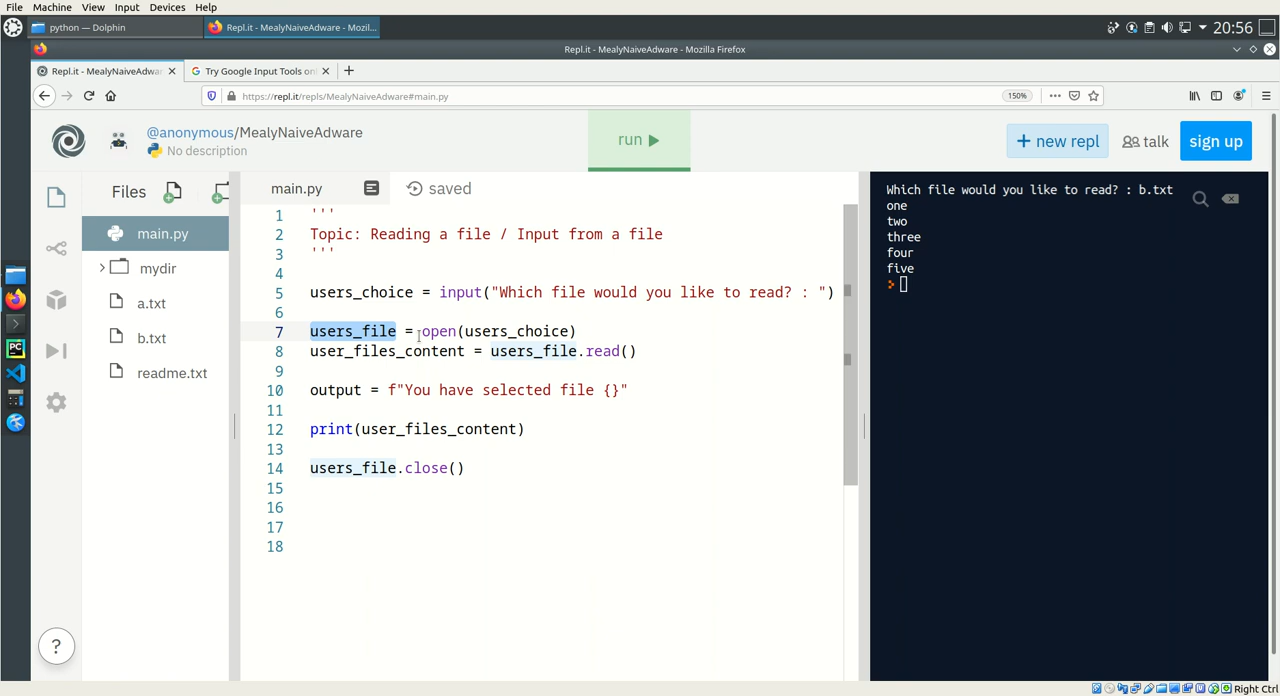 File Machine View Input Devices Help
python — Dolphin
Repl.it - MealyNaiveAdware - Mozil...
20:56
Repl.it - MealyNaiveAdware - Mozilla Firefox
Repl.it - MealyNaiveAdwar
Try Google Input Tools onl
https://repl.it/repls/MealyNaiveAdware#main.py
150%
@anonymous/MealyNaiveAdware
No description
run
+ new repl
talk
sign up
Files
main.py
mydir
a.txt
b.txt
readme.txt
?
main.py
saved
1 '''
2 Topic: Reading a file / Input from a file
3 '''
4
5 users_choice = input("Which file would you like to read? : ")
6
7 users_file = open(users_choice)
8 user_files_content = users_file.read()
9
10 output = f"You have selected file {}"
11
12 print(user_files_content)
13
14 users_file.close()
15
16
17
18
Which file would you like to read? : b.txt
one
two
three
four
five
Right Ctrl